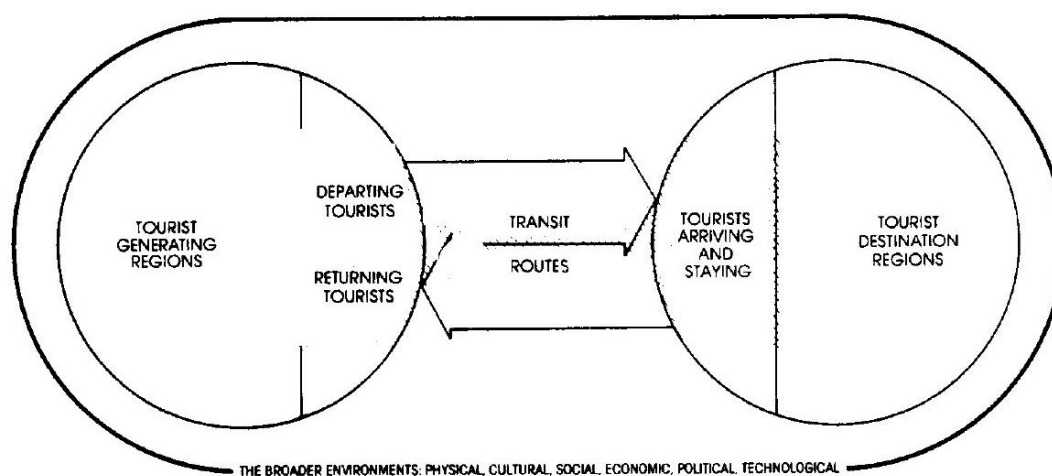 TOURIST
GENERATING
REGIONS
DEPARTING
TOURISTS
RETURNING
TOURISTS
TRANSIT
ROUTES
TOURISTS
ARRIVING
AND
STAYING
TOURIST
DESTINATION
REGIONS
THE BROADER ENVIRONMENTS: PHYSICAL, CULTURAL, SOCIAL, ECONOMIC, POLITICAL, TECHNOLOGICAL